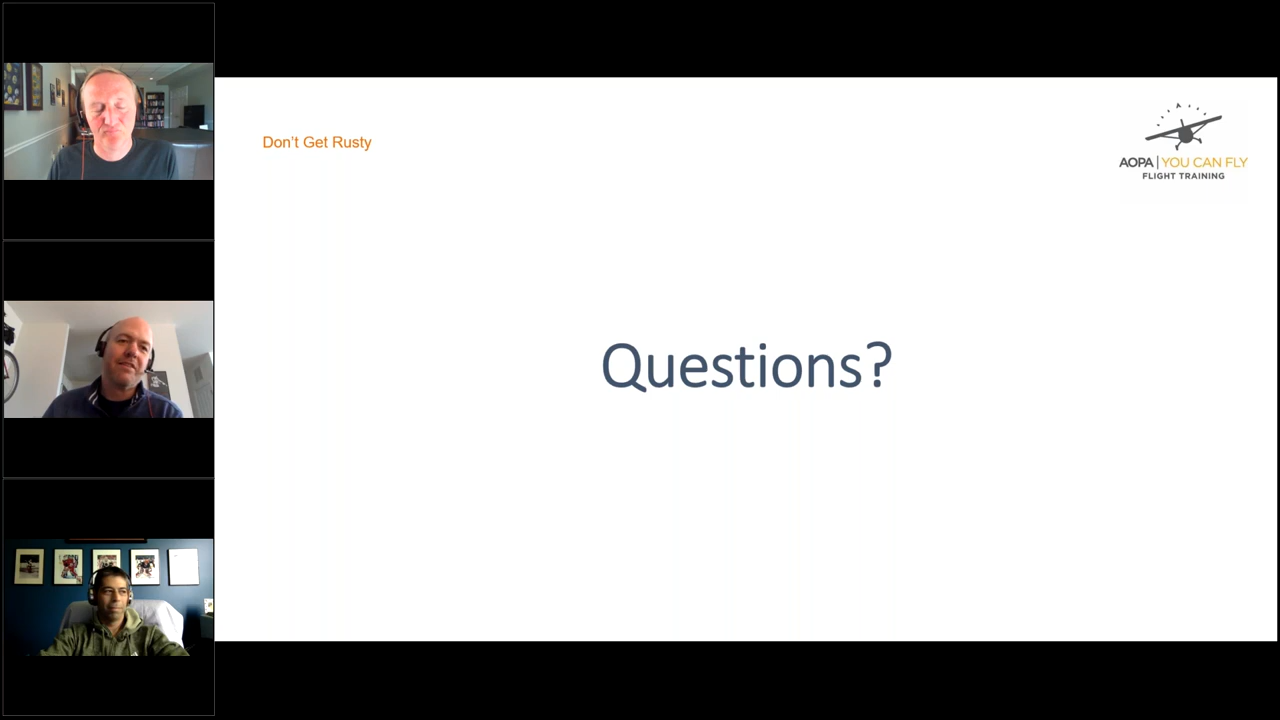 Don't Get Rusty
AOPA | YOU CAN FLY
FLIGHT TRAINING
Questions?